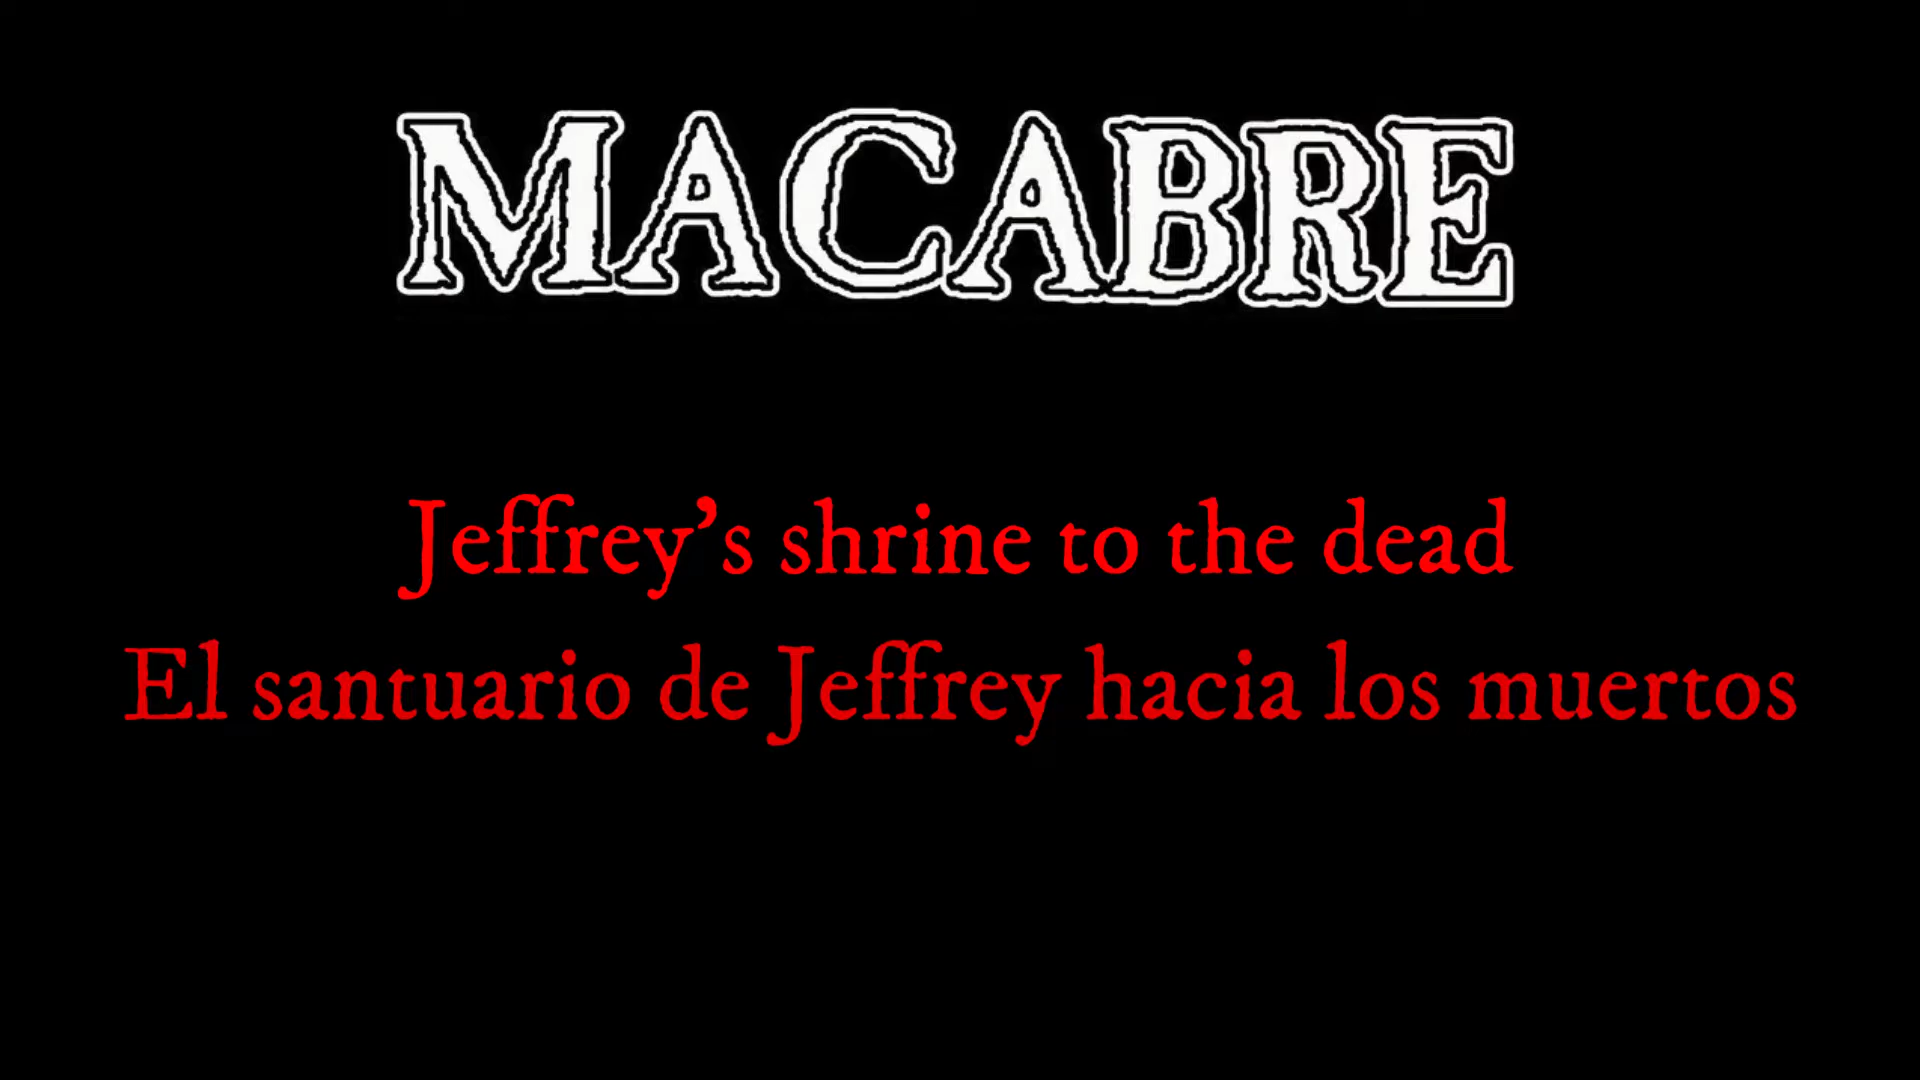 MACABRE
Jeffrey’s shrine to the dead
El santuario de Jeffrey hacia los muertos